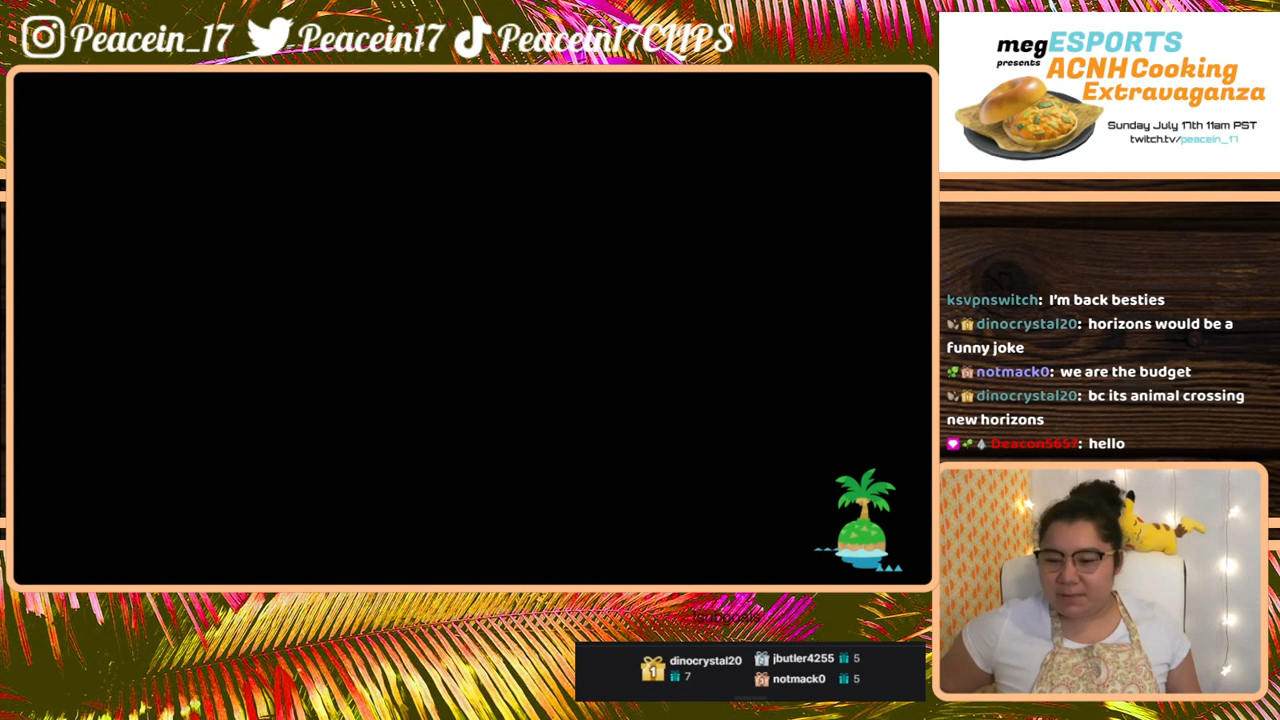 Peacein_17 Peacein17 Peacein17ClIPS
megESPORTS
presents ACNH Cooking
Extravaganza
Sunday July 17th 11am PST
twitch.tv/peacein_17
ksvpnswitch: I'm back besties
dinocrystal20: horizons would be a
funny joke
notmack0: we are the budget
dinocrystal20: bc its animal crossing
new horizons
Deacon5657: hello
dinocrystal20
1
7
jbutler4255 5
notmack0 5